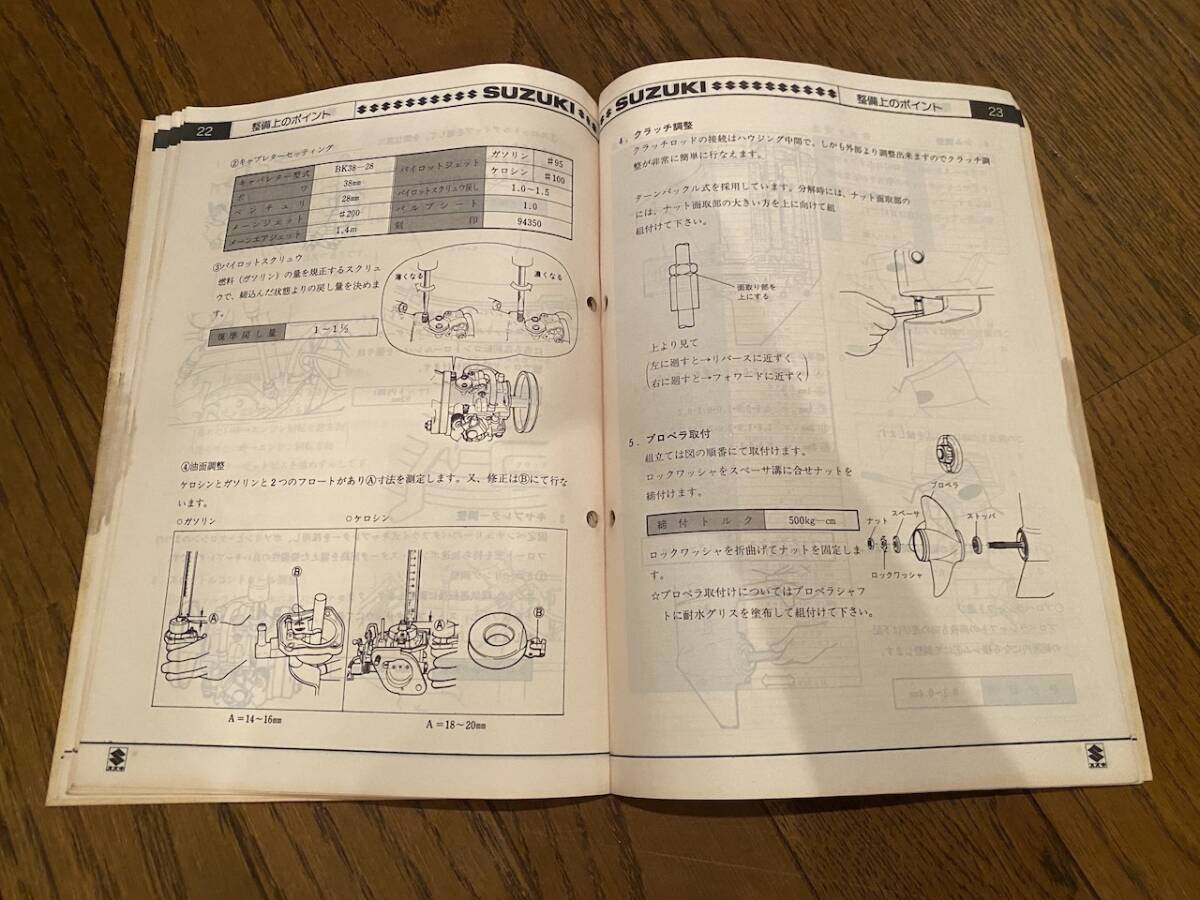 22
整備上のポイント
SUZUKI
②キャブレターセッティング
キャブレター型式 BK38-28 パイロットジェット ガソリン #95
ケロシン #100
ボワ 38mm パイロットスクリュウ戻し 1.0~1.5
ベンチュリ 28mm バルブシート 1.0
メーンジェット #200 刻印 94350
メーンエアジェット 1.4m
③パイロットスクリュウ
燃料(ガソリン)の量を規正するスクリュ
ウで、締込んだ状態よりの戻し量を決めま
す。
標準戻し量 1~1½
薄くなる
濃くなる
④油面調整
ケロシンとガソリンと2つのフロートがありⒶ寸法を測定します。又、修正はⒷにて行な
います。
○ガソリン
○ケロシン
Ⓐ
Ⓑ
Ⓐ
Ⓑ
A=14~16mm
A=18~20mm
スズキ
SUZUKI
整備上のポイント
23
4. クラッチ調整
クラッチロッドの接続はハウジング中間で、しかも外部より調整出来ますのでクラッチ調
整が非常に簡単に行なえます。
ターンバックル式を採用しています。分解時には、ナット面取部の
には、ナット面取部の大きい方を上に向けて組
組付けて下さい。
面取り部を
上にする
上より見て
左に廻すと→リバースに近ずく
右に廻すと→フォワードに近ずく
5. プロペラ取付
組立ては図の順番にて取付けます。
ロックワッシャをスペーサ溝に合せナットを
締付けます。
締付トルク 500kg-cm
ロックワッシャを折曲げてナットを固定しま
す。
☆プロペラ取付けについてはプロペラシャフ
トに耐水グリスを塗布して組付けて下さい。
プロペラ
ナット
スペーサ
ストッパ
ロックワッシャ
スズキ